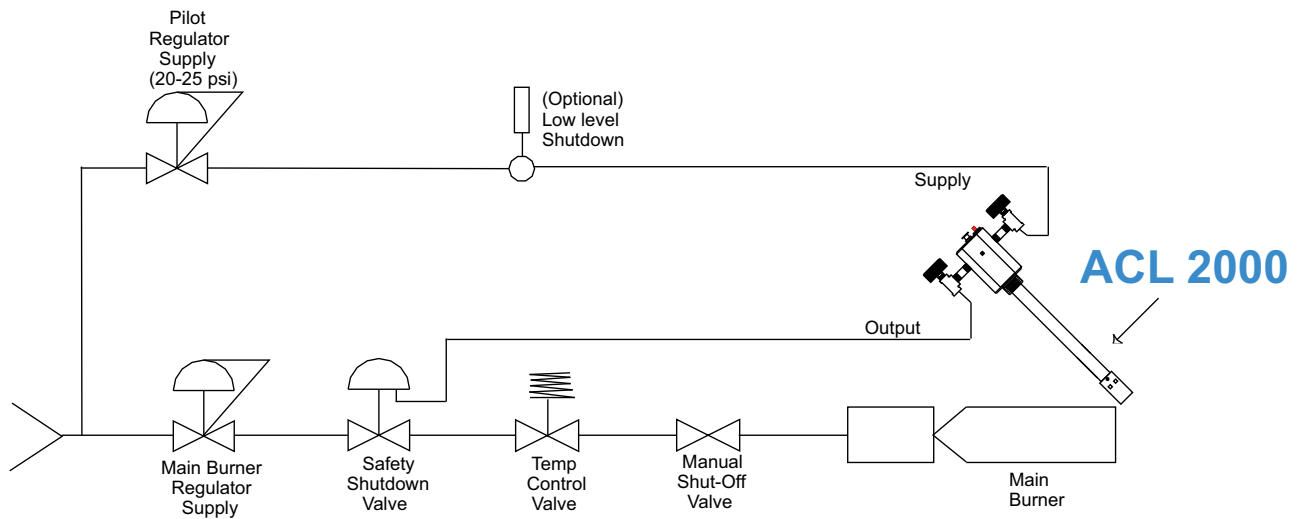 Pilot
Regulator
Supply
(20-25 psi)
(Optional)
Low level
Shutdown
Supply
ACL 2000
Output
Main Burner
Regulator
Supply
Safety
Shutdown
Valve
Temp
Control
Valve
Manual
Shut-Off
Valve
Main
Burner